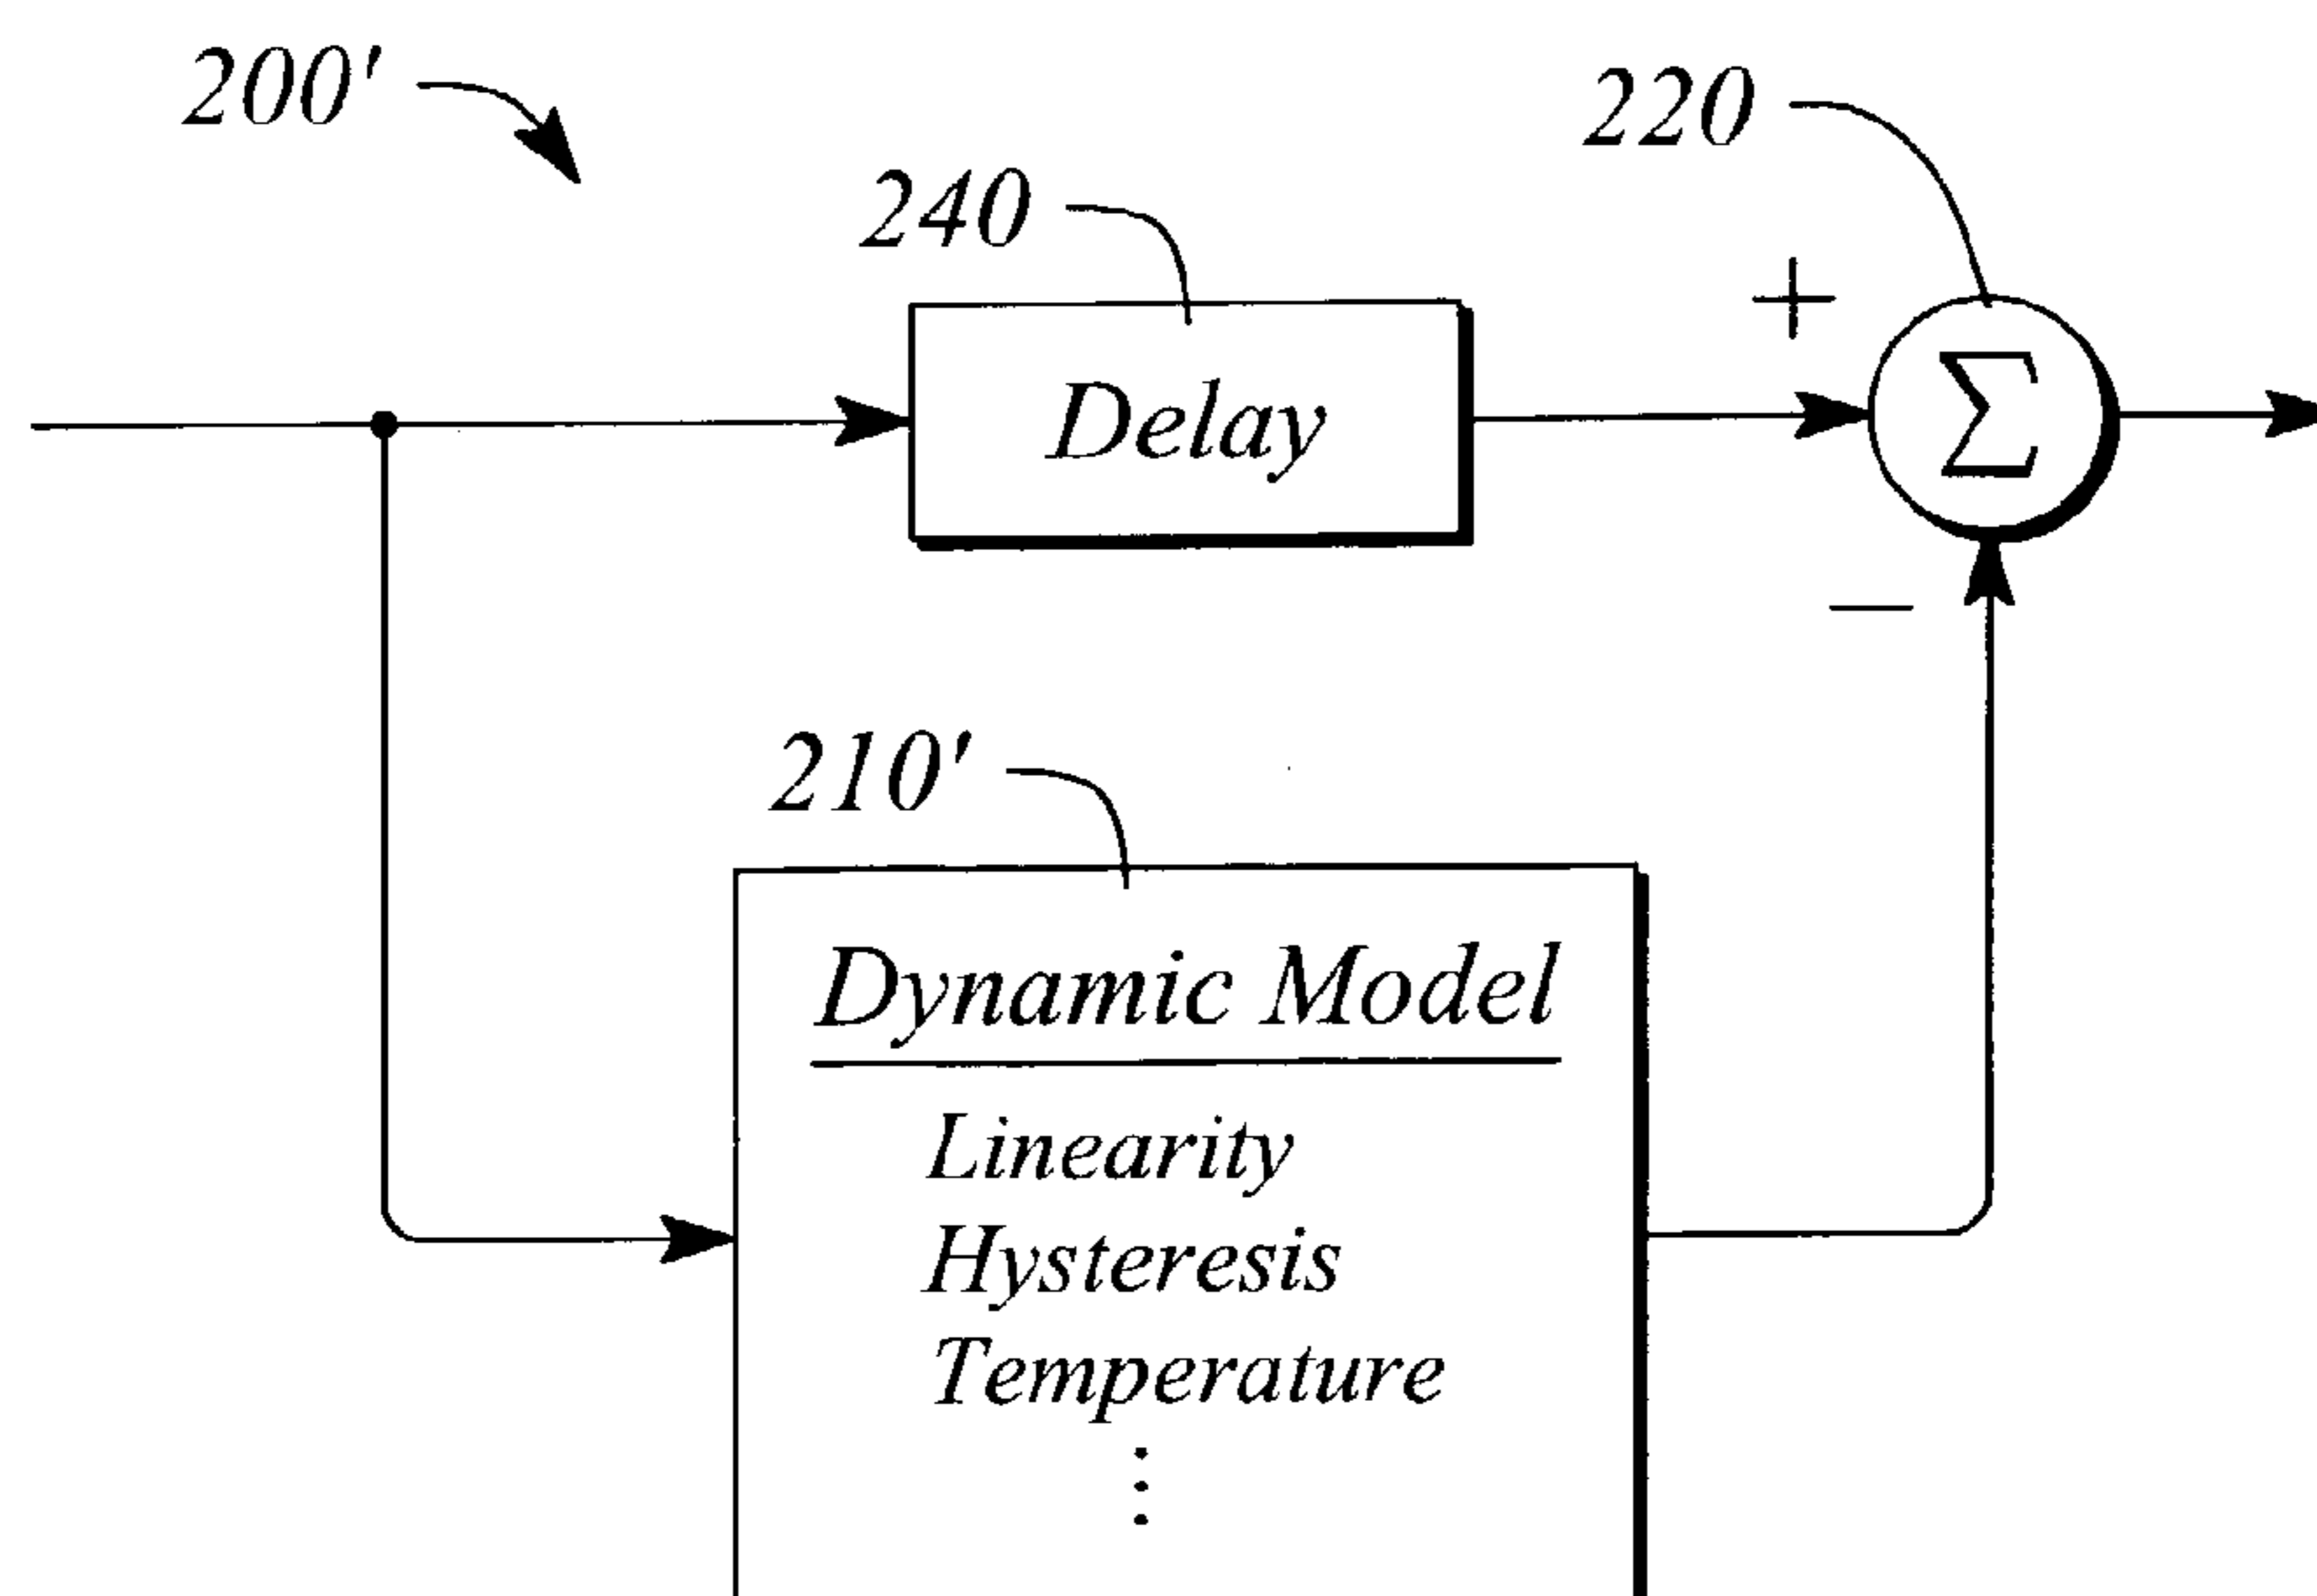 200'
220
240
+
Delay
Σ
−
210'
Dynamic Model
Linearity
Hysteresis
Temperature